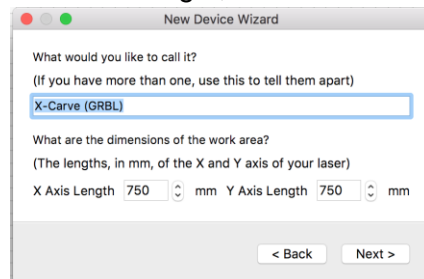 New Device Wizard
What would you like to call it?
(If you have more than one, use this to tell them apart)
X-Carve (GRBL)
What are the dimensions of the work area?
(The lengths, in mm, of the X and Y axis of your laser)
X Axis Length 750 mm Y Axis Length 750 mm
< Back Next >